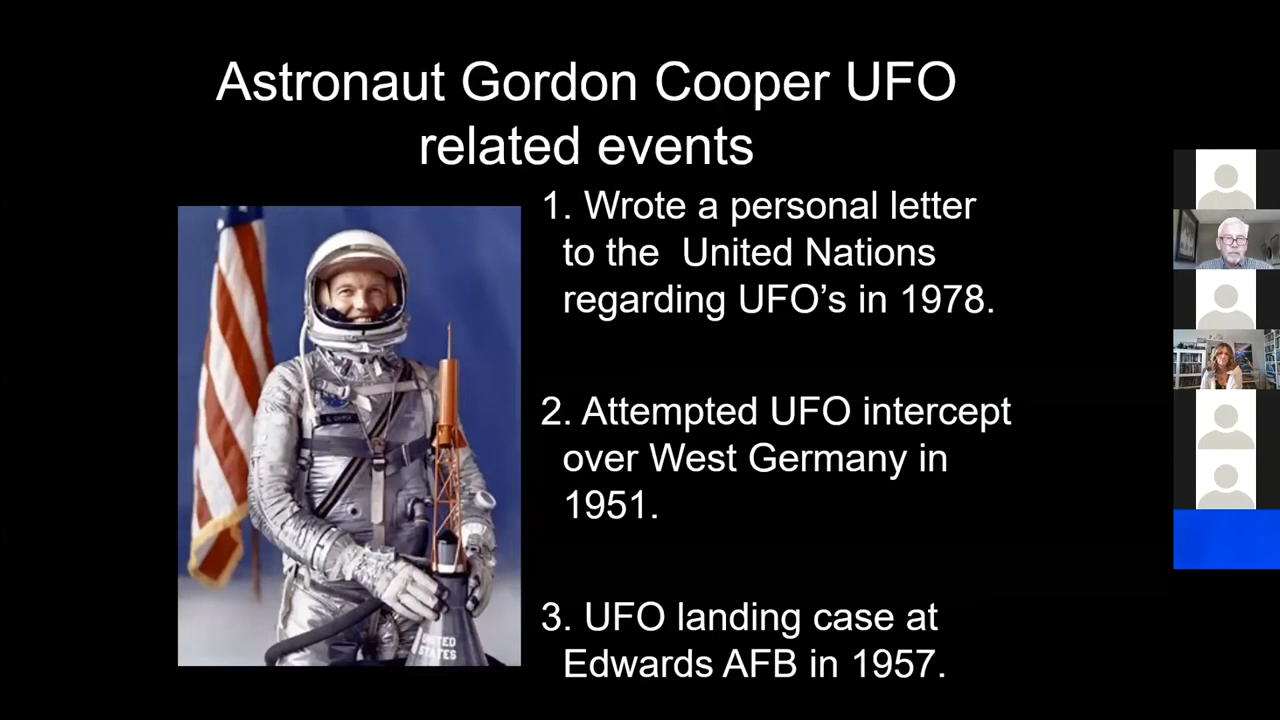 Astronaut Gordon Cooper UFO
related events
1. Wrote a personal letter
to the United Nations
regarding UFO’s in 1978.
2. Attempted UFO intercept
over West Germany in
1951.
3. UFO landing case at
Edwards AFB in 1957.
UNITED
STATES